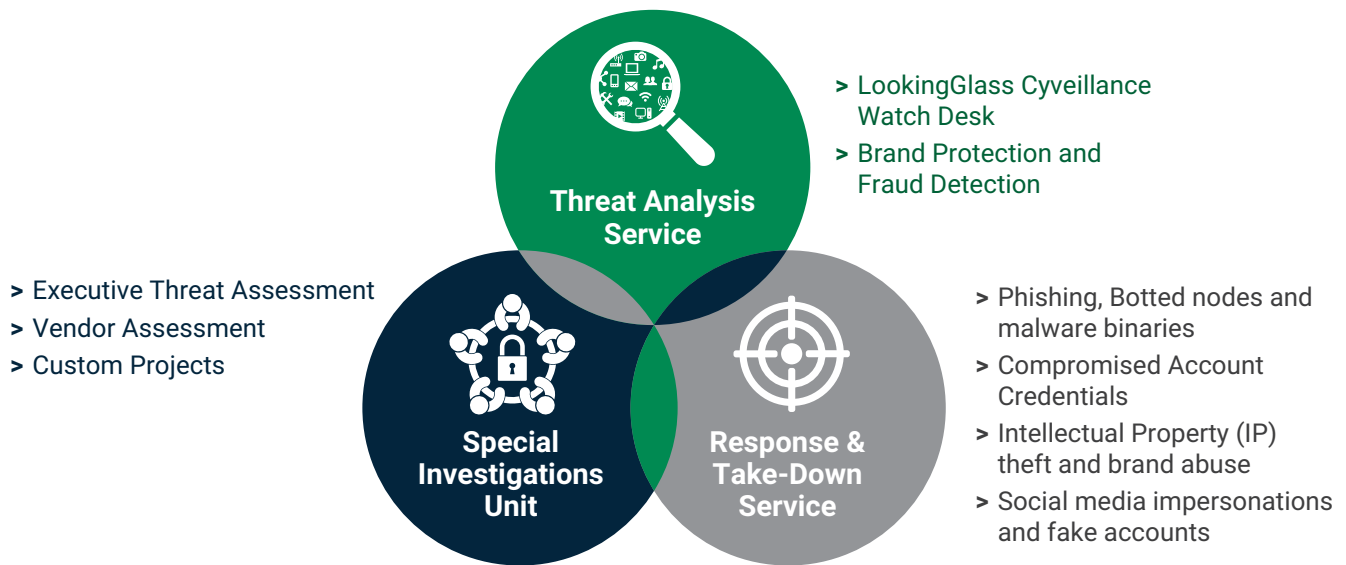 Threat Analysis
Service
> LookingGlass Cyveillance
Watch Desk
> Brand Protection and
Fraud Detection
> Executive Threat Assessment
> Vendor Assessment
> Custom Projects
Special
Investigations
Unit
Response &
Take-Down
Service
> Phishing, Botted nodes and
malware binaries
> Compromised Account
Credentials
> Intellectual Property (IP)
theft and brand abuse
> Social media impersonations
and fake accounts